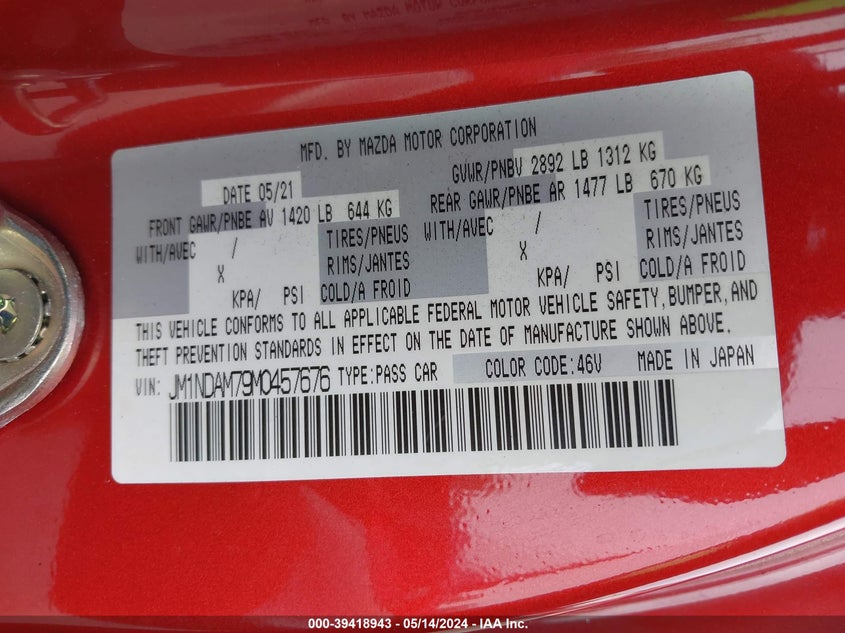 MFD. BY MAZDA MOTOR CORPORATION
DATE 05/21
GVWR/PNBV 2892 LB 1312 KG
FRONT GAWR/PNBE AV 1420 LB 644 KG
REAR GAWR/PNBE AR 1477 LB 670 KG
WITH/AVEC / TIRES/PNEUS
X RIMS/JANTES
KPA/ PSI COLD/A FROID
WITH/AVEC / TIRES/PNEUS
X RIMS/JANTES
KPA/ PSI COLD/A FROID
THIS VEHICLE CONFORMS TO ALL APPLICABLE FEDERAL MOTOR VEHICLE SAFETY, BUMPER, AND
THEFT PREVENTION STANDARDS IN EFFECT ON THE DATE OF MANUFACTURE SHOWN ABOVE.
VIN: JM1NDAM79M0457676 TYPE:PASS CAR COLOR CODE:46V MADE IN JAPAN
000-39418943 - 05/14/2024 - IAA Inc.